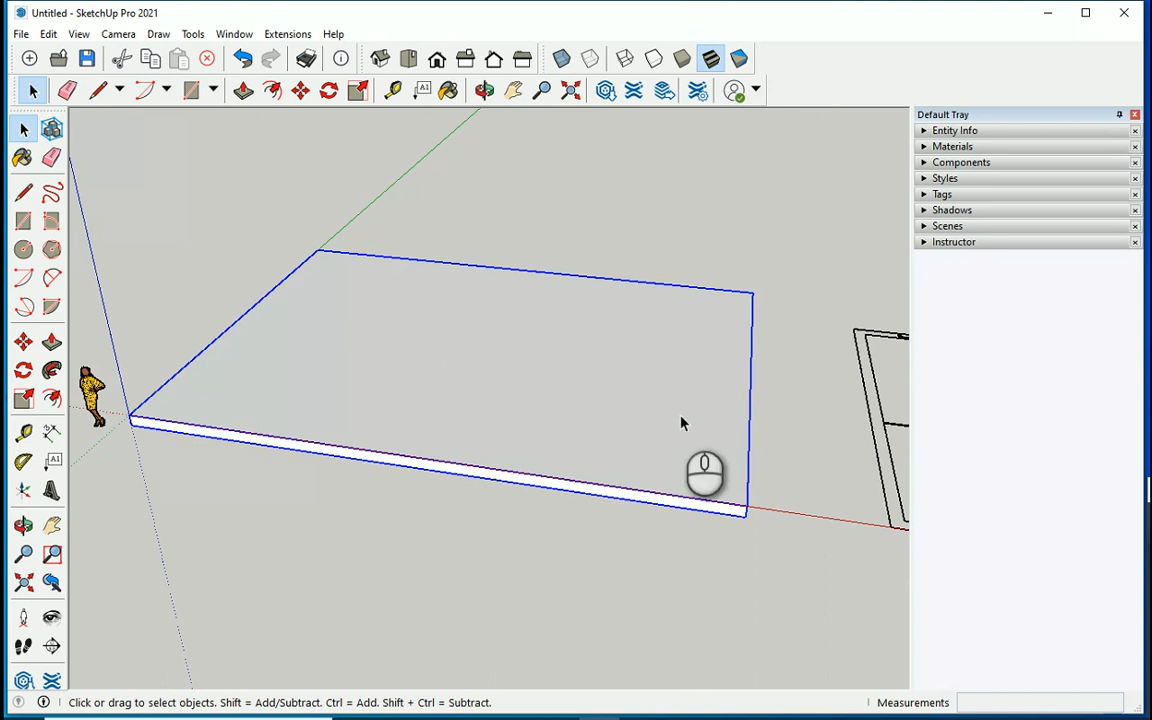 Untitled - SketchUp Pro 2021
File Edit View Camera Draw Tools Window Extensions Help
A1
Default Tray
Entity Info
Materials
Components
Styles
Tags
Shadows
Scenes
Instructor
A1
Click or drag to select objects. Shift = Add/Subtract. Ctrl = Add. Shift + Ctrl = Subtract.
Measurements